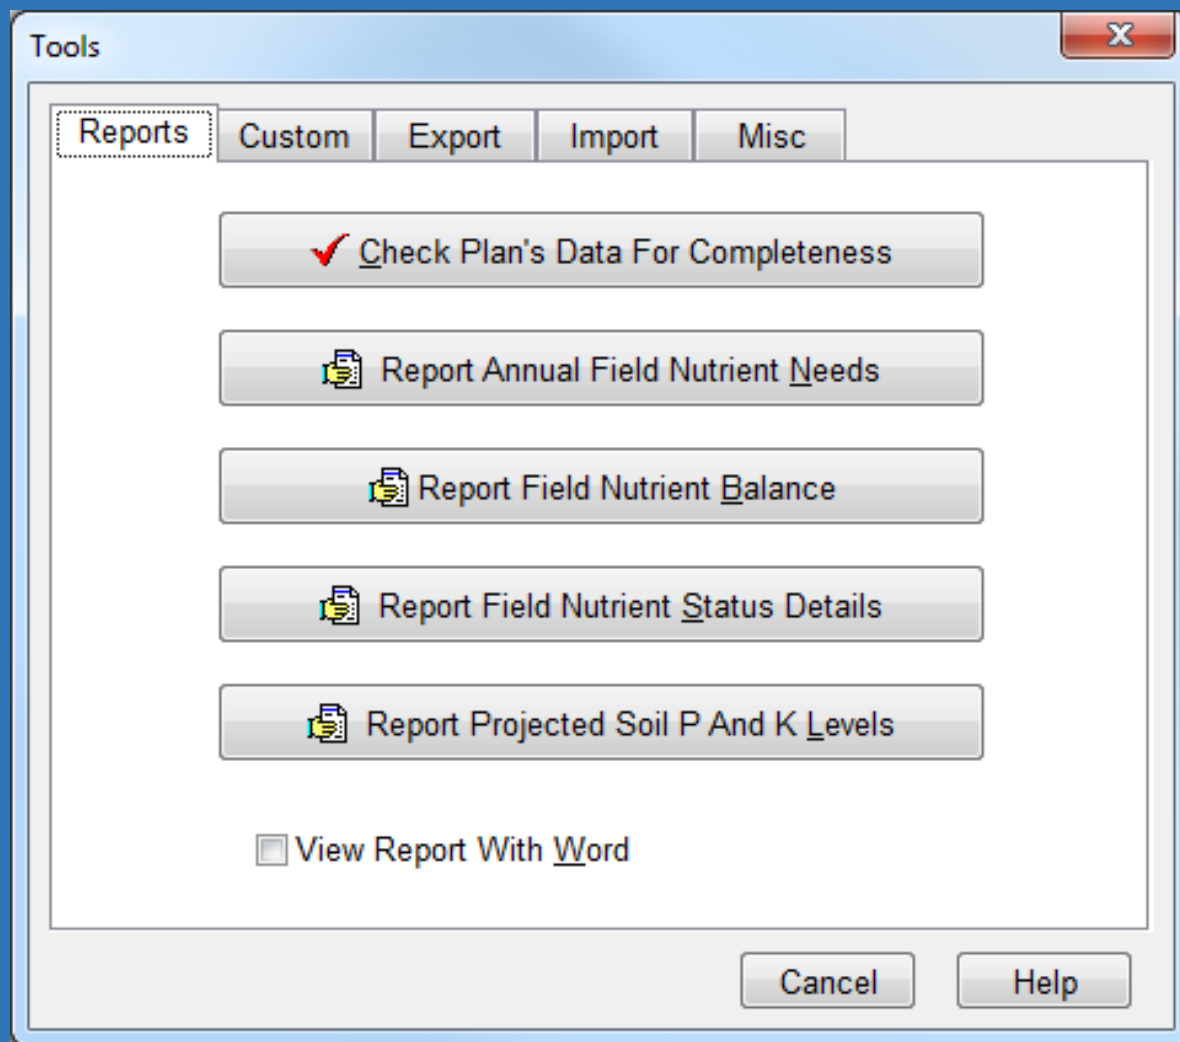 Tools
Reports Custom Export Import Misc
Check Plan's Data For Completeness
Report Annual Field Nutrient Needs
Report Field Nutrient Balance
Report Field Nutrient Status Details
Report Projected Soil P And K Levels
View Report With Word
Cancel Help